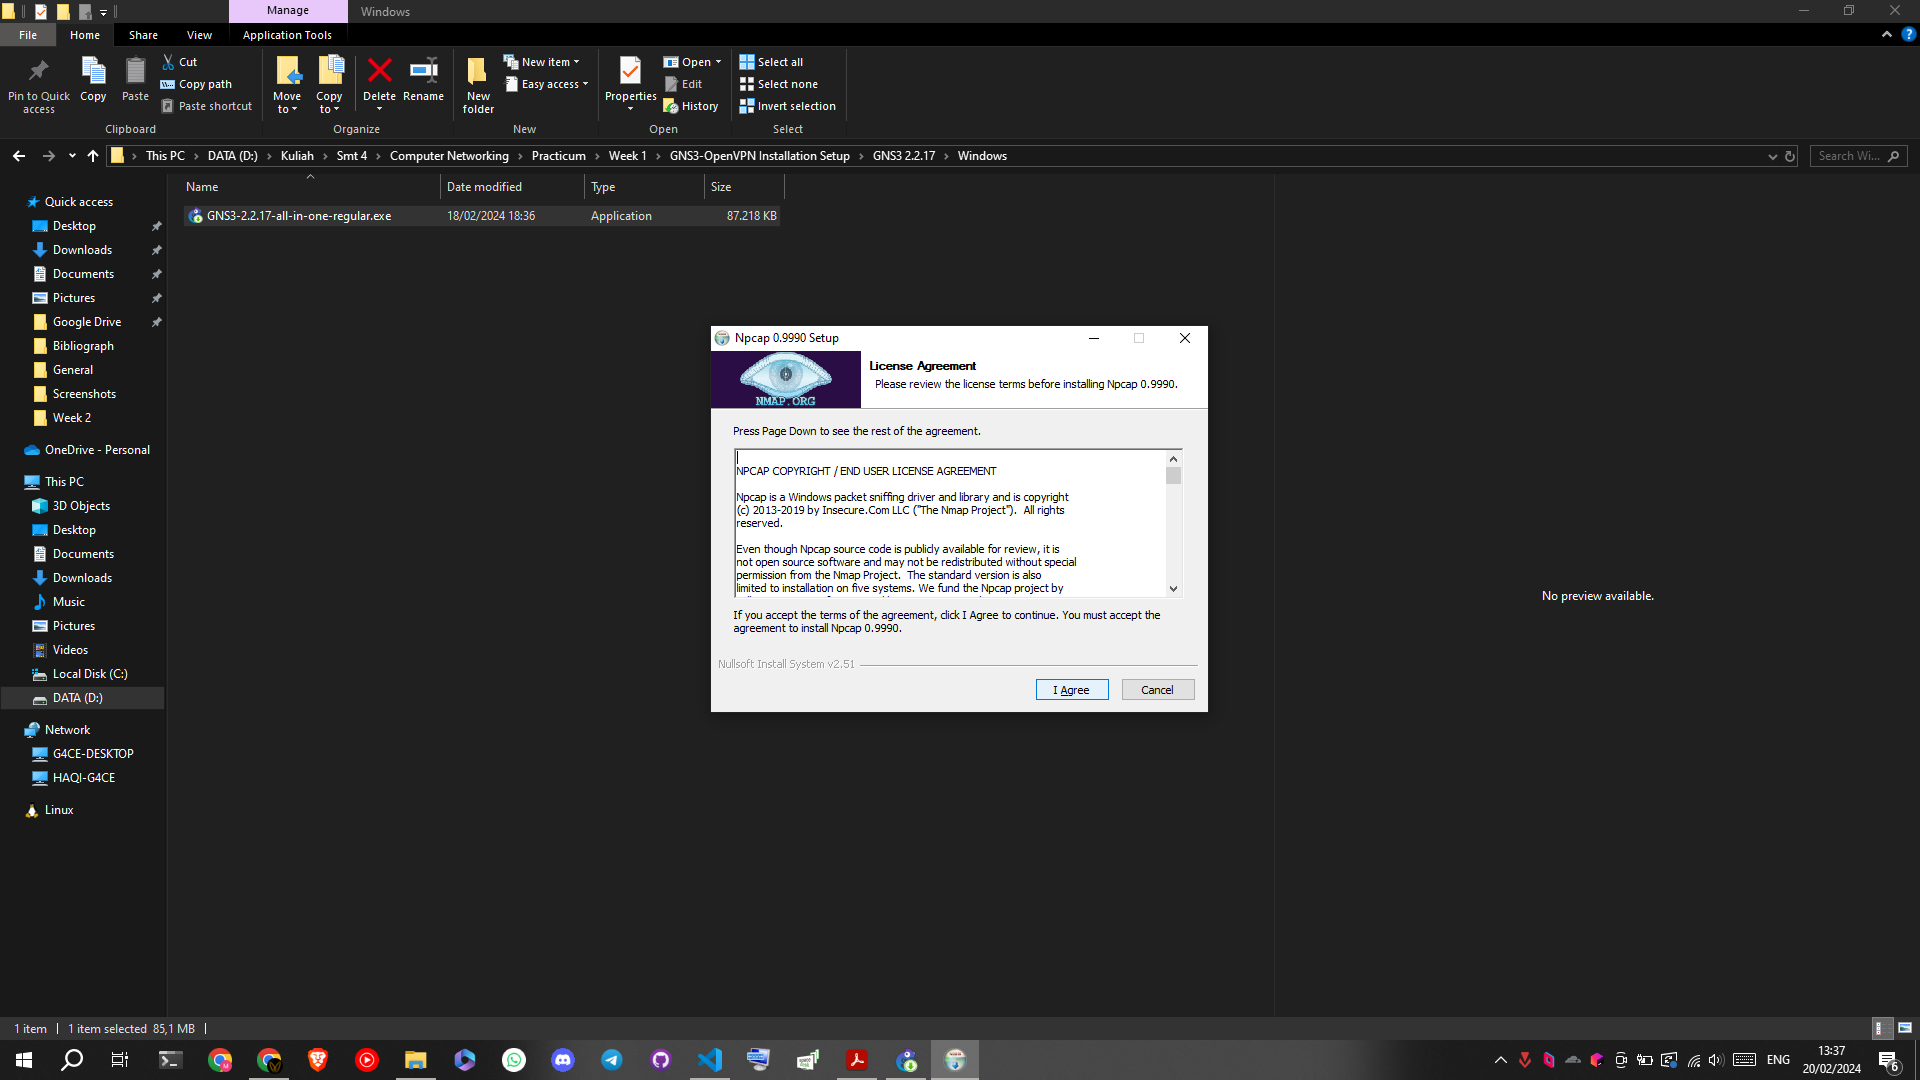 Manage
Windows
File
Home
Share
View
Application Tools
Pin to Quick access
Copy
Paste
Cut
Copy path
Paste shortcut
Clipboard
Move to
Copy to
Delete
Rename
Organize
New folder
New item
Easy access
New
Properties
Open
Edit
History
Open
Select all
Select none
Invert selection
Select
This PC
DATA (D:)
Kuliah
Smt 4
Computer Networking
Practicum
Week 1
GNS3-OpenVPN Installation Setup
GNS3 2.2.17
Windows
Search Wi...
Name
Date modified
Type
Size
GNS3-2.2.17-all-in-one-regular.exe
18/02/2024 18:36
Application
87.218 KB
Quick access
Desktop
Downloads
Documents
Pictures
Google Drive
Bibliograph
General
Screenshots
Week 2
OneDrive - Personal
This PC
3D Objects
Desktop
Documents
Downloads
Music
Pictures
Videos
Local Disk (C:)
DATA (D:)
Network
G4CE-DESKTOP
HAQI-G4CE
Linux
Npcap 0.9990 Setup
NMAP.ORG
License Agreement
Please review the license terms before installing Npcap 0.9990.
Press Page Down to see the rest of the agreement.
NPCAP COPYRIGHT / END USER LICENSE AGREEMENT
Npcap is a Windows packet sniffing driver and library and is copyright
(c) 2013-2019 by Insecure.Com LLC ("The Nmap Project").  All rights
reserved.
Even though Npcap source code is publicly available for review, it is
not open source software and may not be redistributed without special
permission from the Nmap Project.  The standard version is also
limited to installation on five systems. We fund the Npcap project by
If you accept the terms of the agreement, click I Agree to continue. You must accept the
agreement to install Npcap 0.9990.
Nullsoft Install System v2.51
I Agree
Cancel
No preview available.
1 item
1 item selected  85,1 MB
ENG
13:37
20/02/2024
6